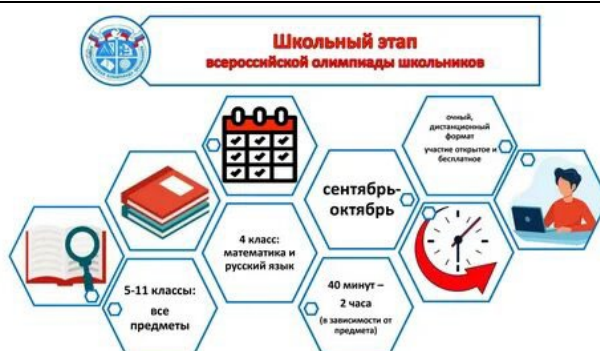 Школьный этап
всероссийской олимпиады школьников
очный,
дистанционный
формат
участие открытое и
бесплатное
сентябрь-
октябрь
4 класс:
математика и
русский язык
5-11 классы:
все
предметы
40 минут –
2 часа
(в зависимости от
предмета)